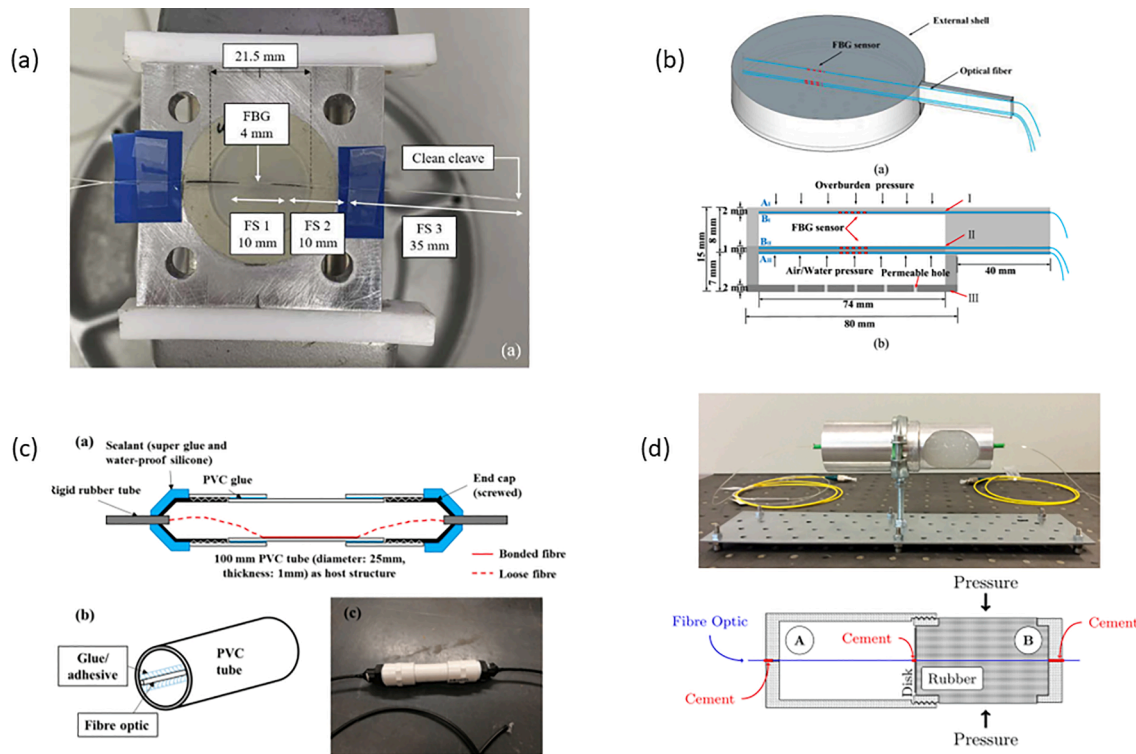 (a)
21.5 mm
FBG
4 mm
Clean cleave
FS 1
10 mm
FS 2
10 mm
FS 3
35 mm
(a)
(b)
External shell
FBG sensor
Optical fiber
(a)
Overburden pressure
I
2 mm
8 mm
15 mm
1 mm
7 mm
2 mm
FBG sensor
II
Air/Water pressure
Permeable hole
40 mm
74 mm
III
80 mm
(b)
(c)
(a)
Sealant (super glue and
water-proof silicone)
PVC glue
End cap
(screwed)
Rigid rubber tube
100 mm PVC tube (diameter: 25mm,
thickness: 1mm) as host structure
Bonded fibre
Loose fibre
(b)
Glue/
adhesive
PVC
tube
Fibre optic
(c)
(d)
Pressure
Fibre Optic
A
Cement
B
Cement
Cement
Disk
Rubber
Pressure